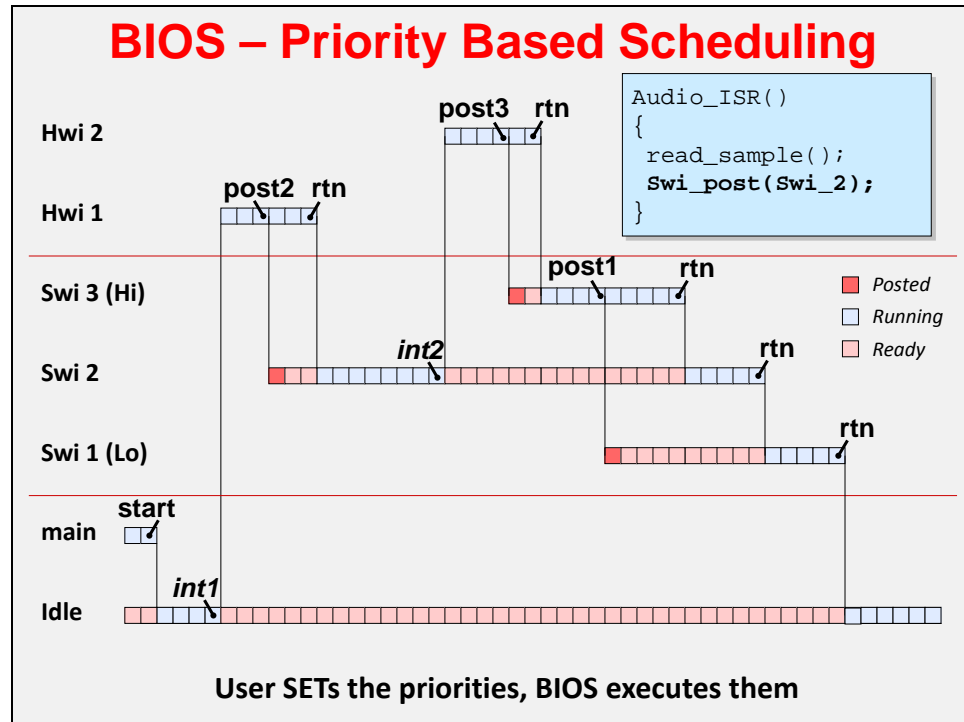 BIOS – Priority Based Scheduling
Audio_ISR()
{
read_sample();
Swi_post(Swi_2);
}
Hwi 2
post3
rtn
Hwi 1
post2
rtn
Swi 3 (Hi)
post1
rtn
Posted
Running
Ready
Swi 2
int2
rtn
Swi 1 (Lo)
rtn
main
start
Idle
int1
User SETs the priorities, BIOS executes them